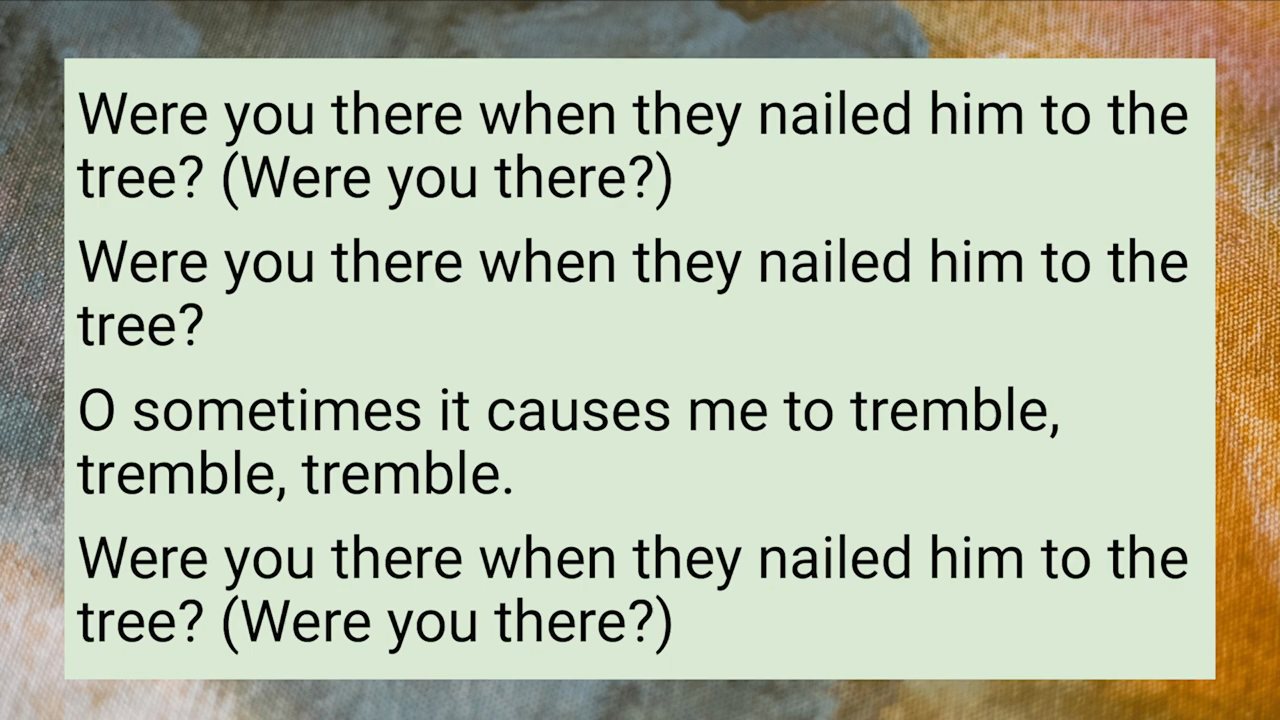 Were you there when they nailed him to the
tree? (Were you there?)
Were you there when they nailed him to the
tree?
O sometimes it causes me to tremble,
tremble, tremble.
Were you there when they nailed him to the
tree? (Were you there?)